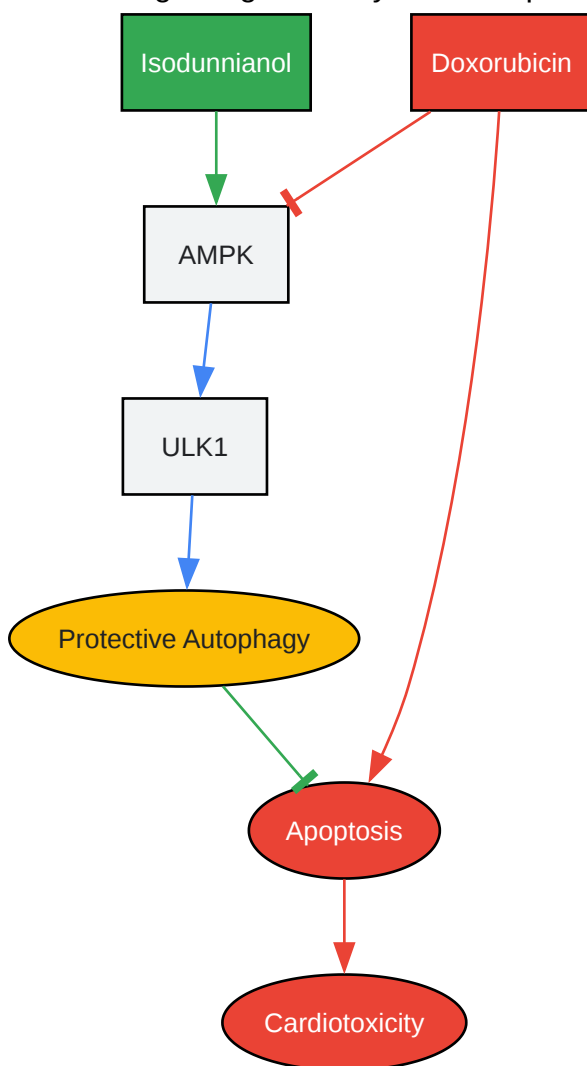 Isodunnianol
Doxorubicin
AMPK
ULK1
Protective Autophagy
Apoptosis
Cardiotoxicity